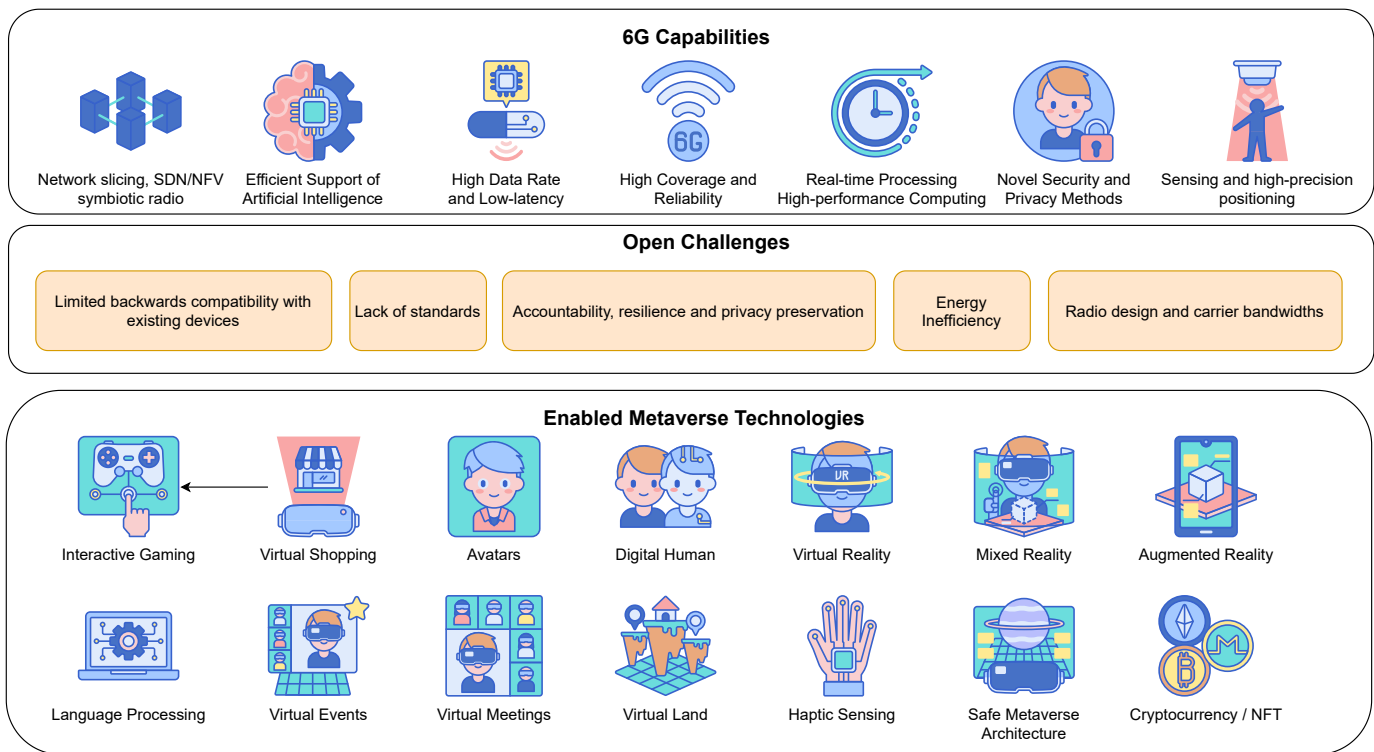 6G Capabilities
6G
Network slicing, SDN/NFV
symbiotic radio
Efficient Support of
Artificial Intelligence
High Data Rate
and Low-latency
High Coverage and
Reliability
Real-time Processing
High-performance Computing
Novel Security and
Privacy Methods
Sensing and high-precision
positioning
Open Challenges
Limited backwards compatibility with
existing devices
Lack of standards
Accountability, resilience and privacy preservation
Energy
Inefficiency
Radio design and carrier bandwidths
Enabled Metaverse Technologies
VR
Interactive Gaming
Virtual Shopping
Avatars
Digital Human
Virtual Reality
Mixed Reality
Augmented Reality
Language Processing
Virtual Events
Virtual Meetings
Virtual Land
Haptic Sensing
Safe Metaverse
Architecture
Cryptocurrency / NFT